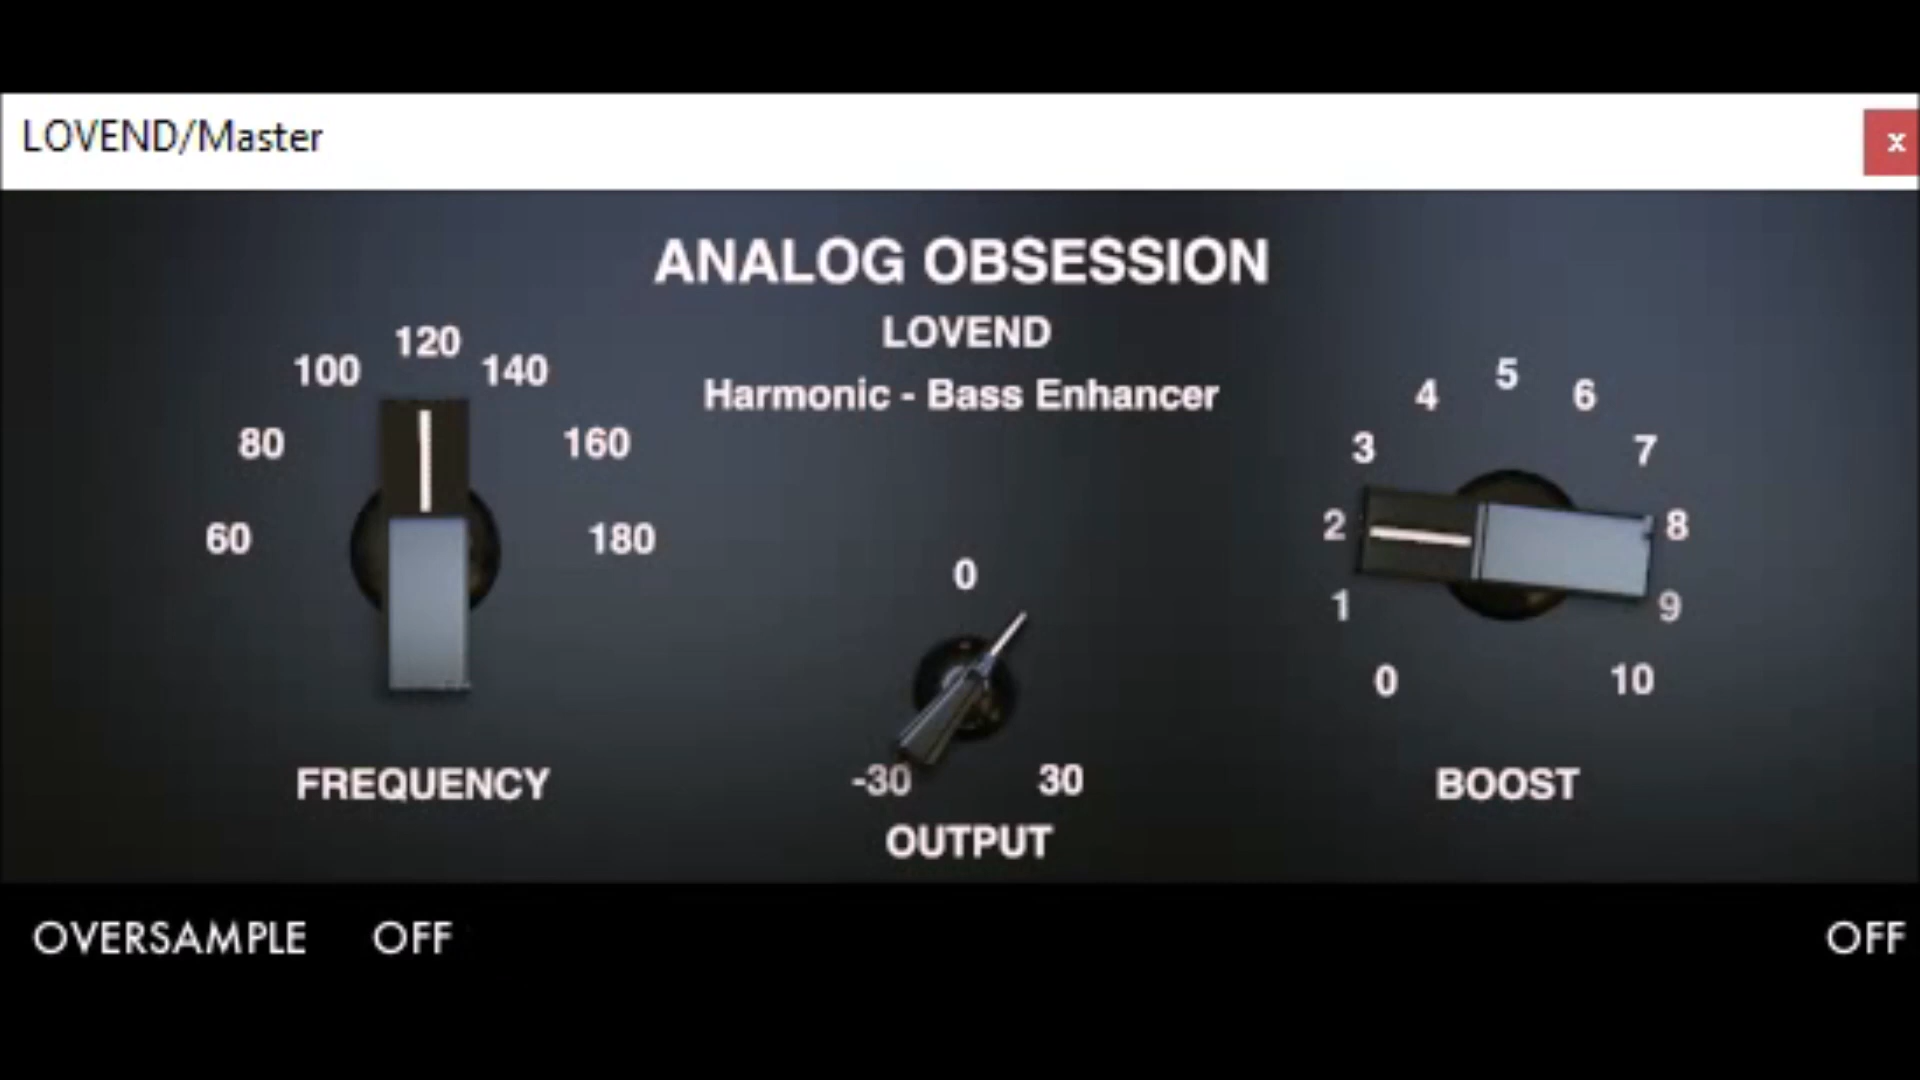 LOVEND/Master
x
ANALOG OBSESSION
LOVEND
Harmonic - Bass Enhancer
60
80
100
120
140
160
180
FREQUENCY
0
-30
30
OUTPUT
0
1
2
3
4
5
6
7
8
9
10
BOOST
OVERSAMPLE OFF
OFF